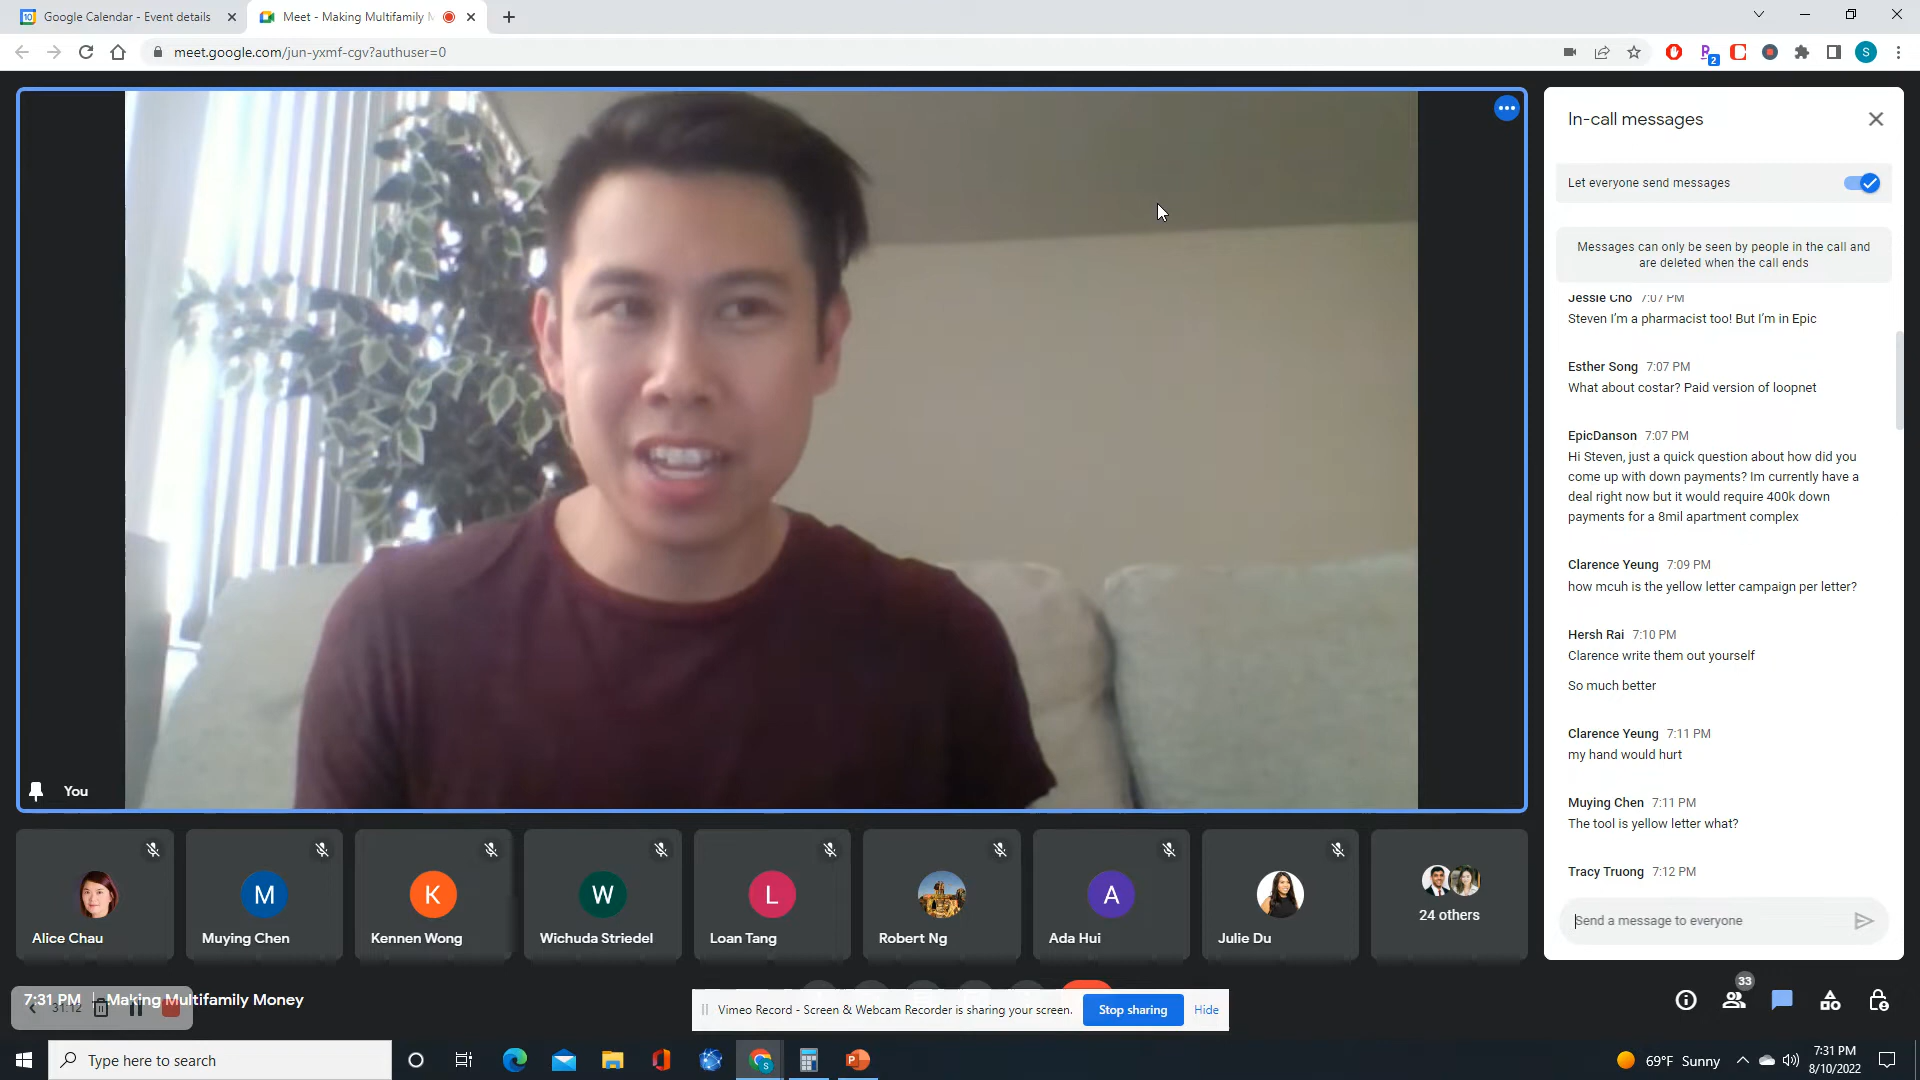 Google Calendar - Event details
Meet - Making Multifamily M
meet.google.com/jun-yxmf-cgv?authuser=0
2
S
You
In-call messages
Let everyone send messages
Messages can only be seen by people in the call and
are deleted when the call ends
Jessie Cho 7:07 PM
Steven I'm a pharmacist too! But I'm in Epic
Esther Song 7:07 PM
What about costar? Paid version of loopnet
EpicDanson 7:07 PM
Hi Steven, just a quick question about how did you
come up with down payments? Im currently have a
deal right now but it would require 400k down
payments for a 8mil apartment complex
Clarence Yeung 7:09 PM
how mcuh is the yellow letter campaign per letter?
Hersh Rai 7:10 PM
Clarence write them out yourself
So much better
Clarence Yeung 7:11 PM
my hand would hurt
Muying Chen 7:11 PM
The tool is yellow letter what?
Tracy Truong 7:12 PM
Send a message to everyone
Alice Chau
M
Muying Chen
K
Kennen Wong
W
Wichuda Striedel
L
Loan Tang
Robert Ng
A
Ada Hui
Julie Du
24 others
7:31 PM | Making Multifamily Money
31:12
Vimeo Record - Screen & Webcam Recorder is sharing your screen.
Stop sharing
Hide
33
Type here to search
69°F Sunny
7:31 PM
8/10/2022